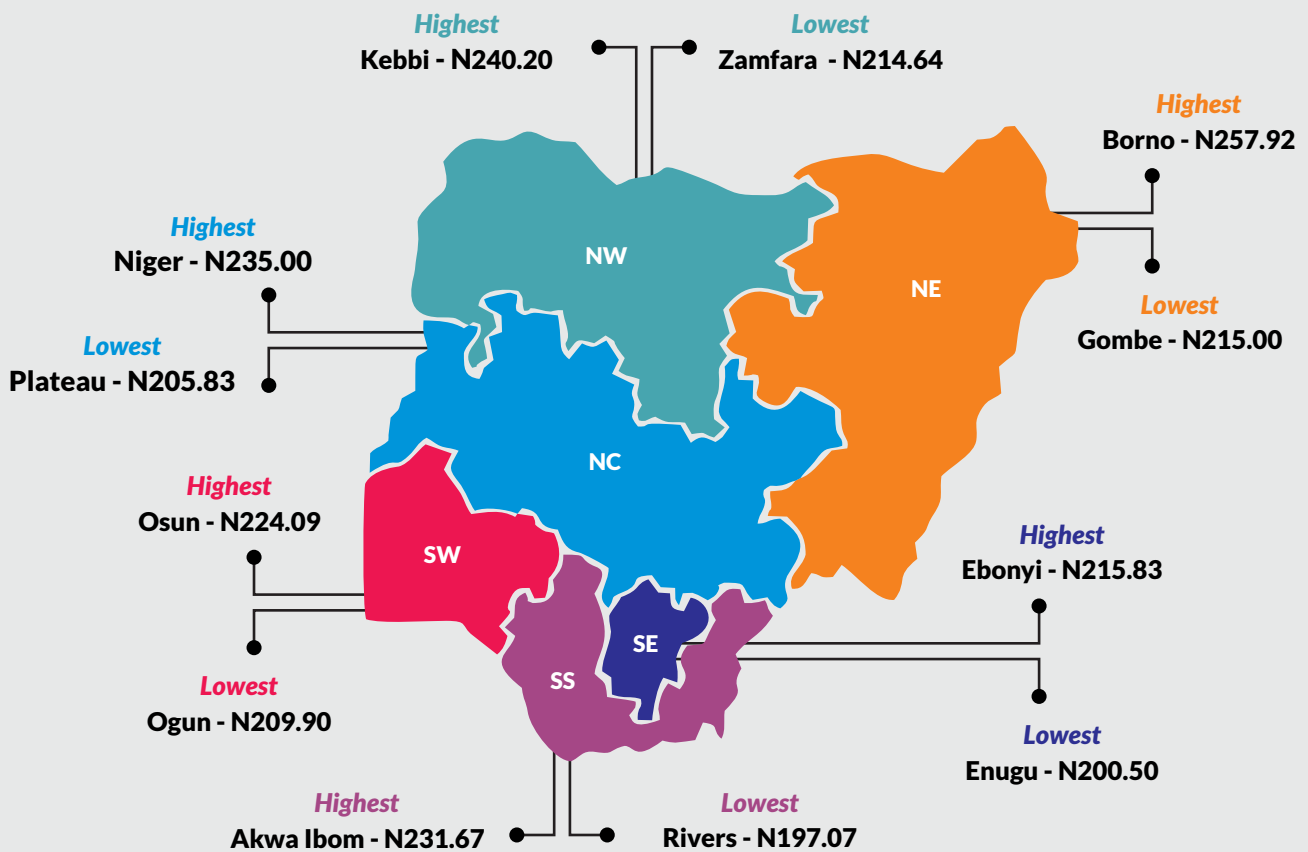 Highest
Kebbi - N240.20
Lowest
Zamfara - N214.64
Highest
Borno - N257.92
Highest
Niger - N235.00
NW
NE
Lowest
Gombe - N215.00
Lowest
Plateau - N205.83
NC
Highest
Osun - N224.09
SW
Highest
Ebonyi - N215.83
SE
SS
Lowest
Ogun - N209.90
Lowest
Enugu - N200.50
Highest
Akwa Ibom - N231.67
Lowest
Rivers - N197.07